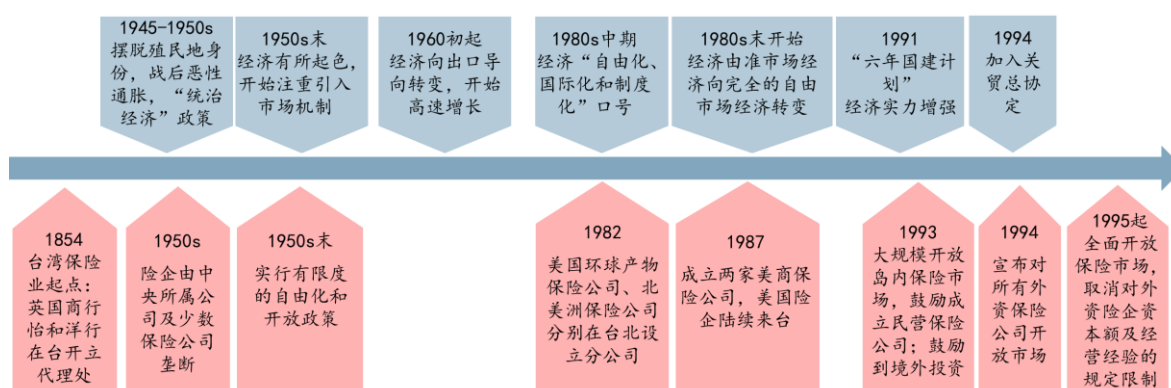 1945-1950s
摆脱殖民地身
份，战后恶性
通胀，“统治
经济”政策
1950s末
经济有所起色，
开始注重引入
市场机制
1960初起
经济向出口导
向转变，开始
高速增长
1980s中期
经济“自由化、
国际化和制度
化”口号
1980s末开始
经济由准市场经
济向完全的自由
市场经济转变
1991
“六年国建计
划”
经济实力增强
1994
加入关
贸总协
定
1854
台湾保险
业起点：
英国商行
怡和洋行
在台开立
代理处
1950s
险企由中
央所属公
司及少数
保险公司
垄断
1950s末
实行有限度
的自由化和
开放政策
1982
美国环球产物
保险公司、北
美洲保险公司
分别在台北设
立分公司
1987
成立两家美商保
险公司，美国险
企陆续来台
1993
大规模开放
岛内保险市
场，鼓励成
立民营保险
公司；鼓励
到境外投资
1994
宣布对
所有外
资保险
公司开
放市场
1995起
全面开放
保险市场，
取消对外
资险企资
本额及经
营经验的
规定限制